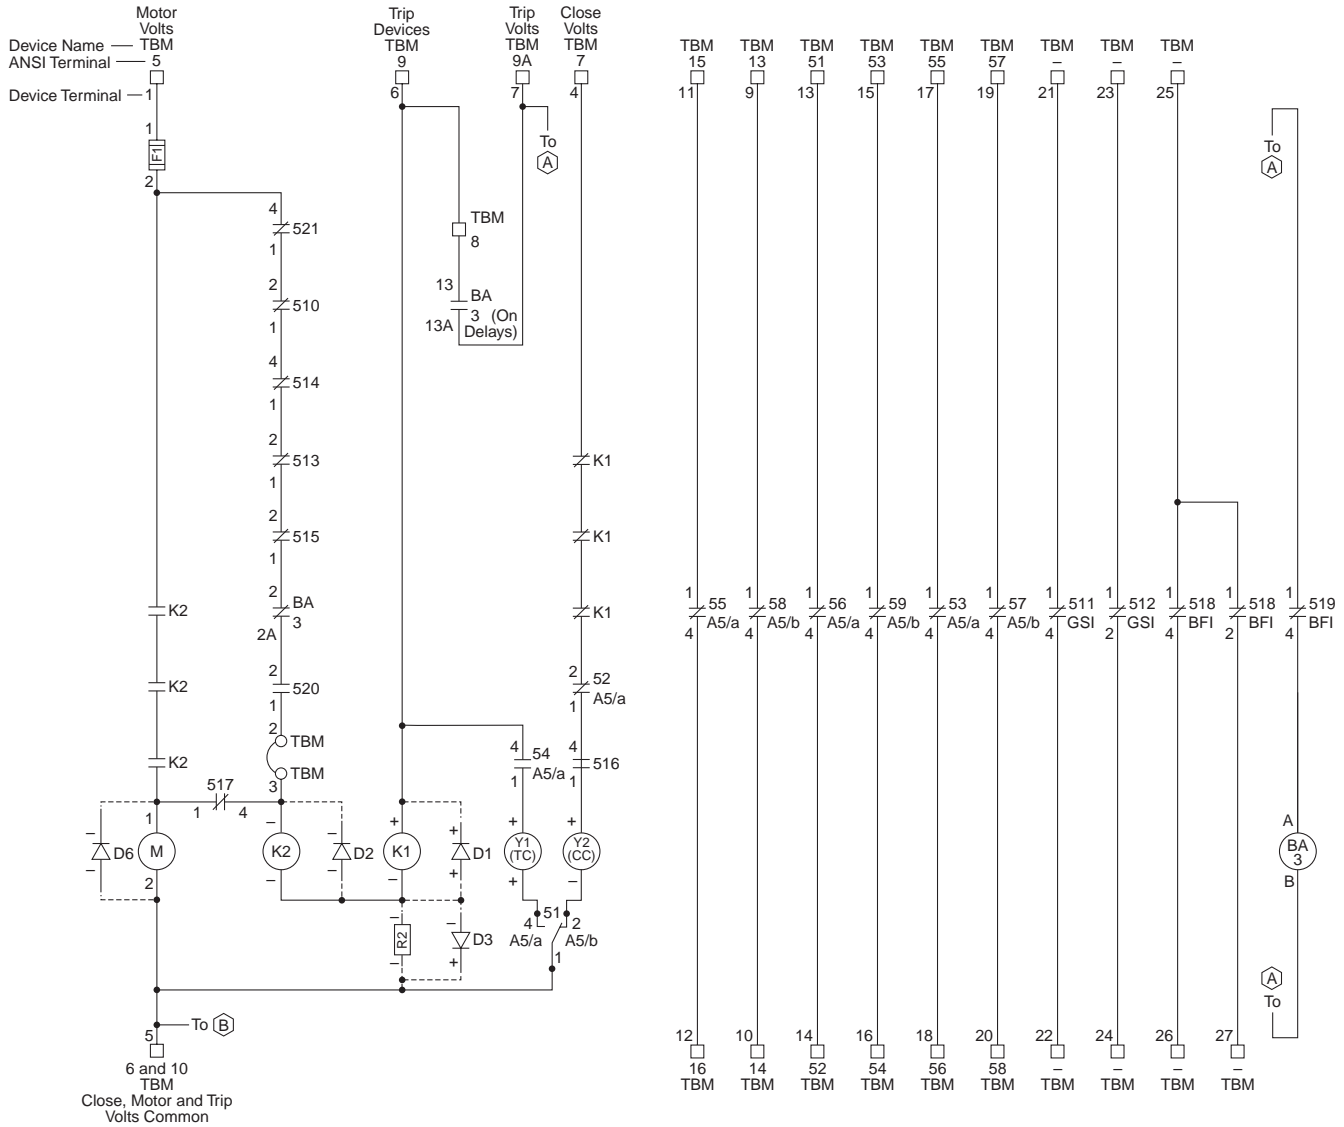 Motor Trip Trip Close
Volts Devices Volts Volts
Device Name TBM TBM TBM TBM TBM TBM TBM TBM TBM TBM TBM TBM TBM
ANSI Terminal 5 9 9A 7 15 13 51 53 55 57 – – –
Device Terminal 1 6 7 4 11 9 13 15 17 19 21 23 25
1
F1
2
To
A
To
A
4
521
1
TBM
8
2
510
1
13
BA
3 (On
13A Delays)
4
514
1
2
513
1
K1
2
515
1
K1
2
BA
3
2A
K2
K1
1 1 1 1 1 1 1 1 1 1 1
55 58 56 59 53 57 511 512 518 518 519
A5/a A5/b A5/a A5/b A5/a A5/b GSI GSI BFI BFI BFI
4 4 4 4 4 4 4 2 4 2 4
2
520
1
K2
2
52
A5/a
1
2
TBM
TBM
3
K2
4
54
A5/a
1
4
516
1
517
1 4
– 1 – – + + + + A
D6 M K2 D2 K1 D1 Y1 (TC) Y2 (CC) BA 3
– 2 – – – + + – B
4 51 2
A5/a A5/b
1
– –
R2 D3
– +
A
To
To B
5 12 10 14 16 18 20 22 24 26 27
6 and 10 16 14 52 54 56 58 – – – –
TBM TBM TBM TBM TBM TBM TBM TBM TBM TBM TBM
Close, Motor and Trip
Volts Common